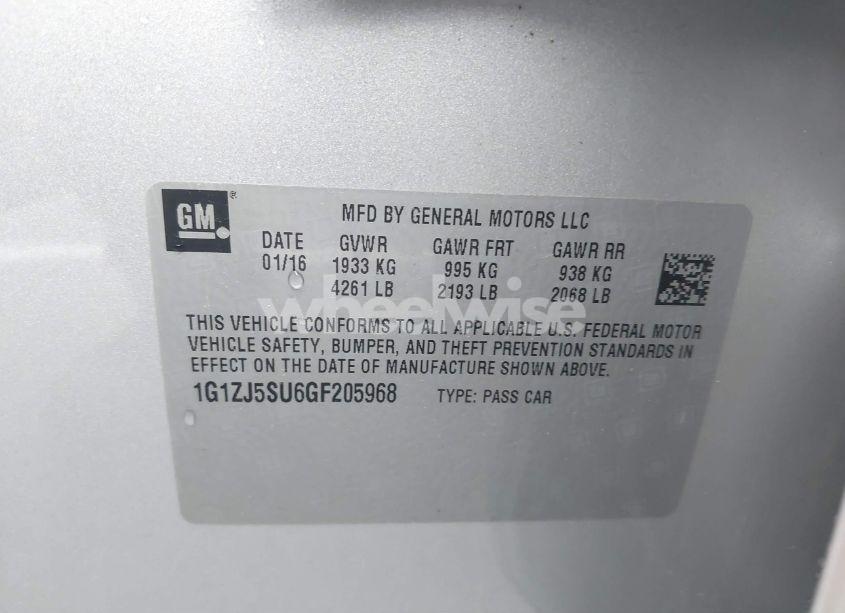 GM
®
MFD BY GENERAL MOTORS LLC
DATE GVWR GAWR FRT GAWR RR
01/16 1933 KG 995 KG 938 KG
4261 LB 2193 LB 2068 LB
wheelwise
THIS VEHICLE CONFORMS TO ALL APPLICABLE U.S. FEDERAL MOTOR
VEHICLE SAFETY, BUMPER, AND THEFT PREVENTION STANDARDS IN
EFFECT ON THE DATE OF MANUFACTURE SHOWN ABOVE.
1G1ZJ5SU6GF205968 TYPE: PASS CAR